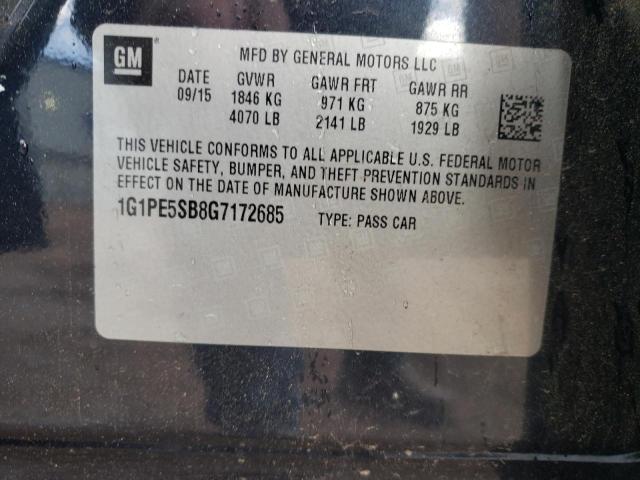 GM
MFD BY GENERAL MOTORS LLC
DATE GVWR GAWR FRT GAWR RR
09/15 1846 KG 971 KG 875 KG
4070 LB 2141 LB 1929 LB
THIS VEHICLE CONFORMS TO ALL APPLICABLE U.S. FEDERAL MOTOR
VEHICLE SAFETY, BUMPER, AND THEFT PREVENTION STANDARDS IN
EFFECT ON THE DATE OF MANUFACTURE SHOWN ABOVE.
1G1PE5SB8G7172685 TYPE: PASS CAR